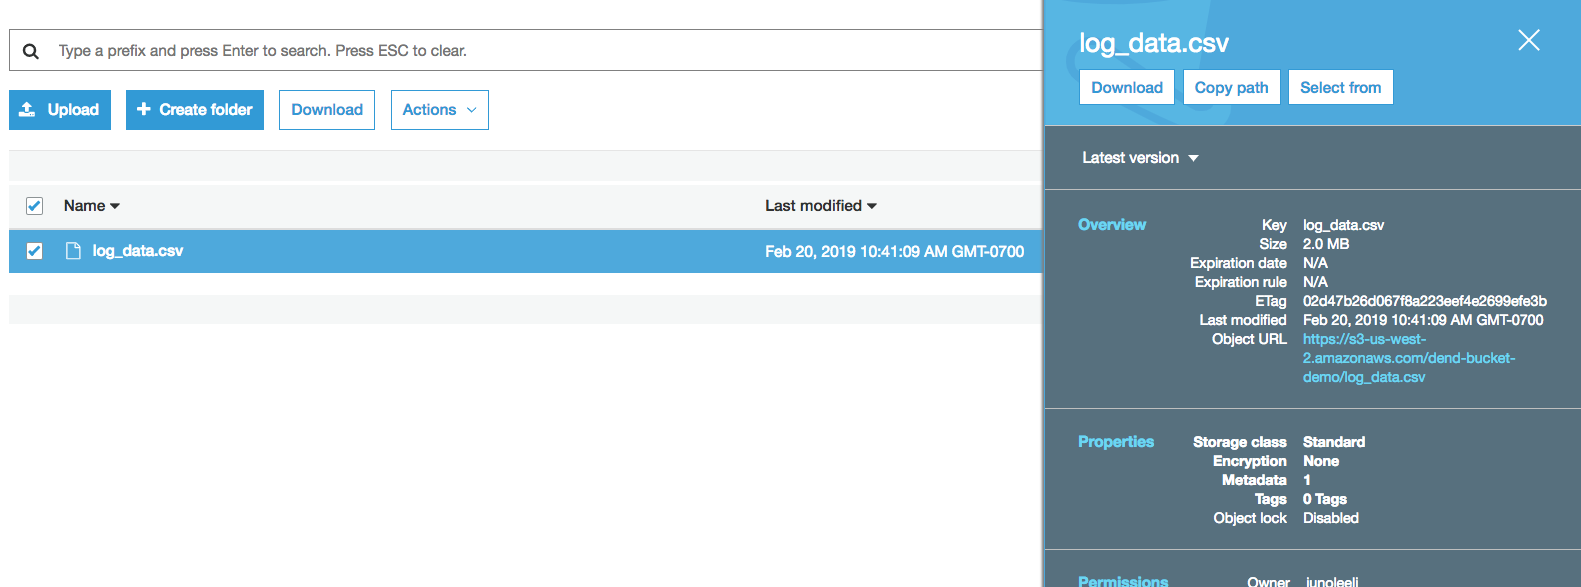 Type a prefix and press Enter to search. Press ESC to clear.
Upload
Create folder
Download
Actions
Name
Last modified
log_data.csv
Feb 20, 2019 10:41:09 AM GMT-0700
log_data.csv
Download
Copy path
Select from
Latest version
Overview
Key log_data.csv
Size 2.0 MB
Expiration date N/A
Expiration rule N/A
ETag 02d47b26d067f8a223eef4e2699efe3b
Last modified Feb 20, 2019 10:41:09 AM GMT-0700
Object URL https://s3-us-west-
2.amazonaws.com/dend-bucket-
demo/log_data.csv
Properties
Storage class Standard
Encryption None
Metadata 1
Tags 0 Tags
Object lock Disabled
Permissions
Owner junoleeli